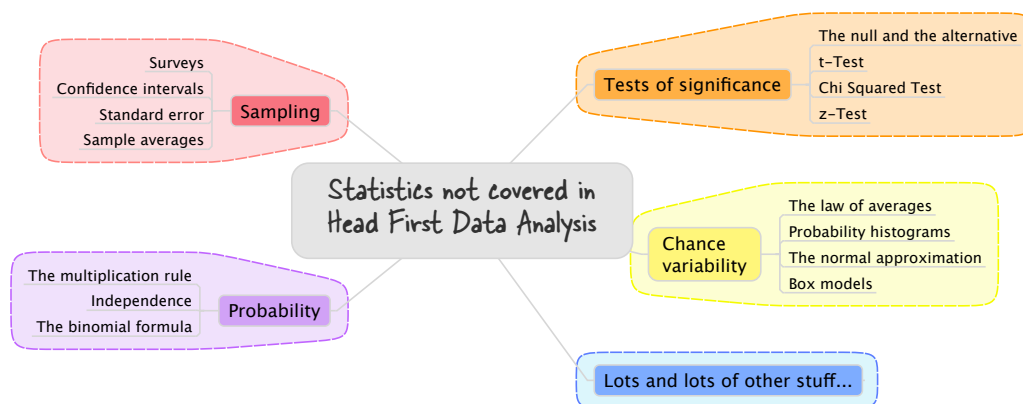 Statistics not covered in
Head First Data Analysis
Surveys
Confidence intervals
Standard error
Sample averages
Sampling
The null and the alternative
t-Test
Chi Squared Test
z-Test
Tests of significance
The law of averages
Probability histograms
The normal approximation
Box models
Chance
variability
The multiplication rule
Independence
The binomial formula
Probability
Lots and lots of other stuff...